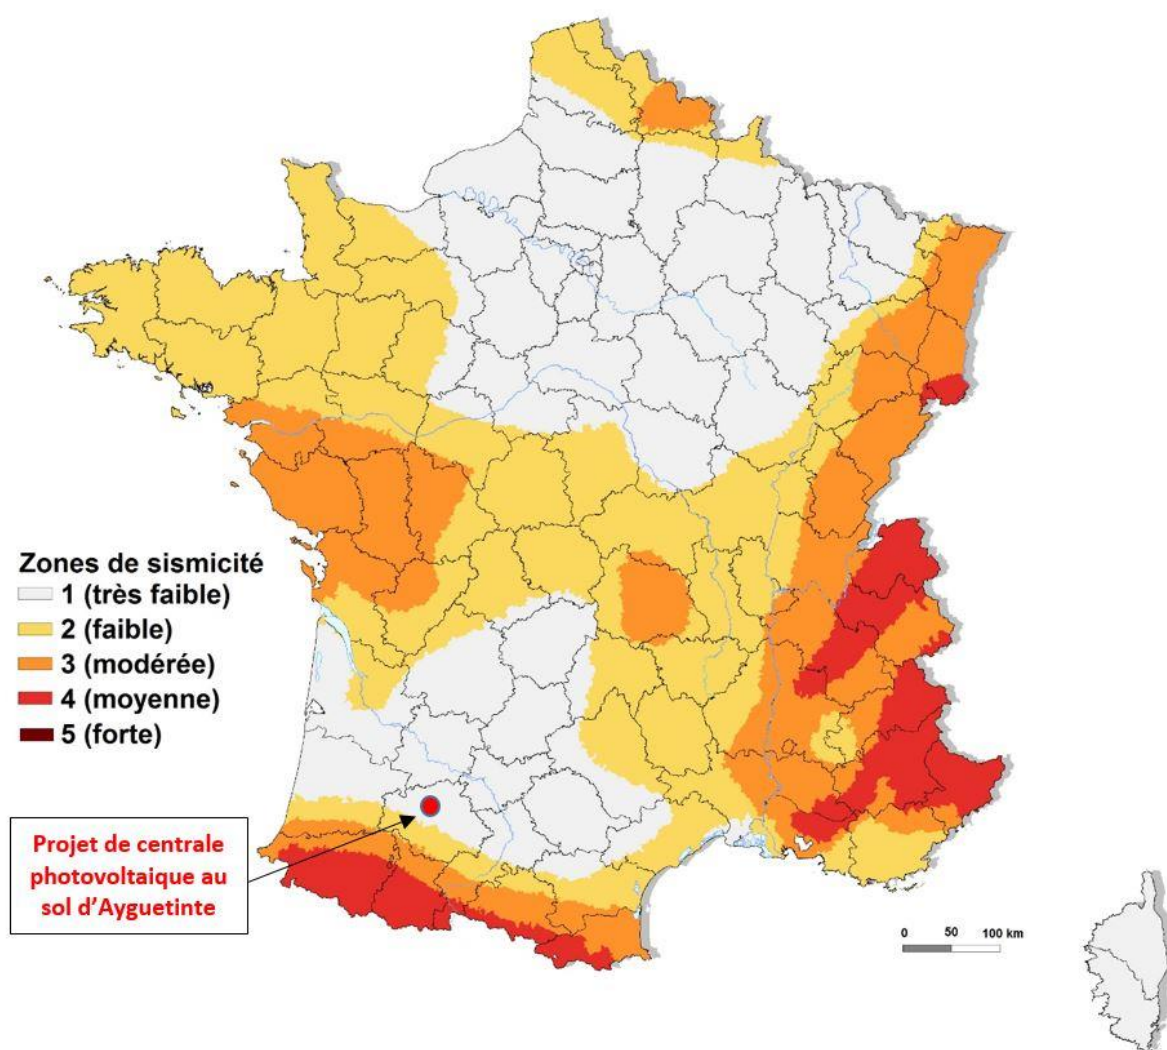 Zones de sismicité
1 (très faible)
2 (faible)
3 (modérée)
4 (moyenne)
5 (forte)
Projet de centrale
photovoltaique au
sol d'Ayguetinte
0 50 100 km